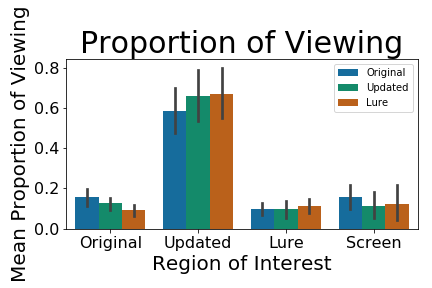 Proportion of Viewing
Mean Proportion of Viewing
0.8
0.6
0.4
0.2
0.0
Original
Updated
Lure
Original
Updated
Lure
Screen
Region of Interest